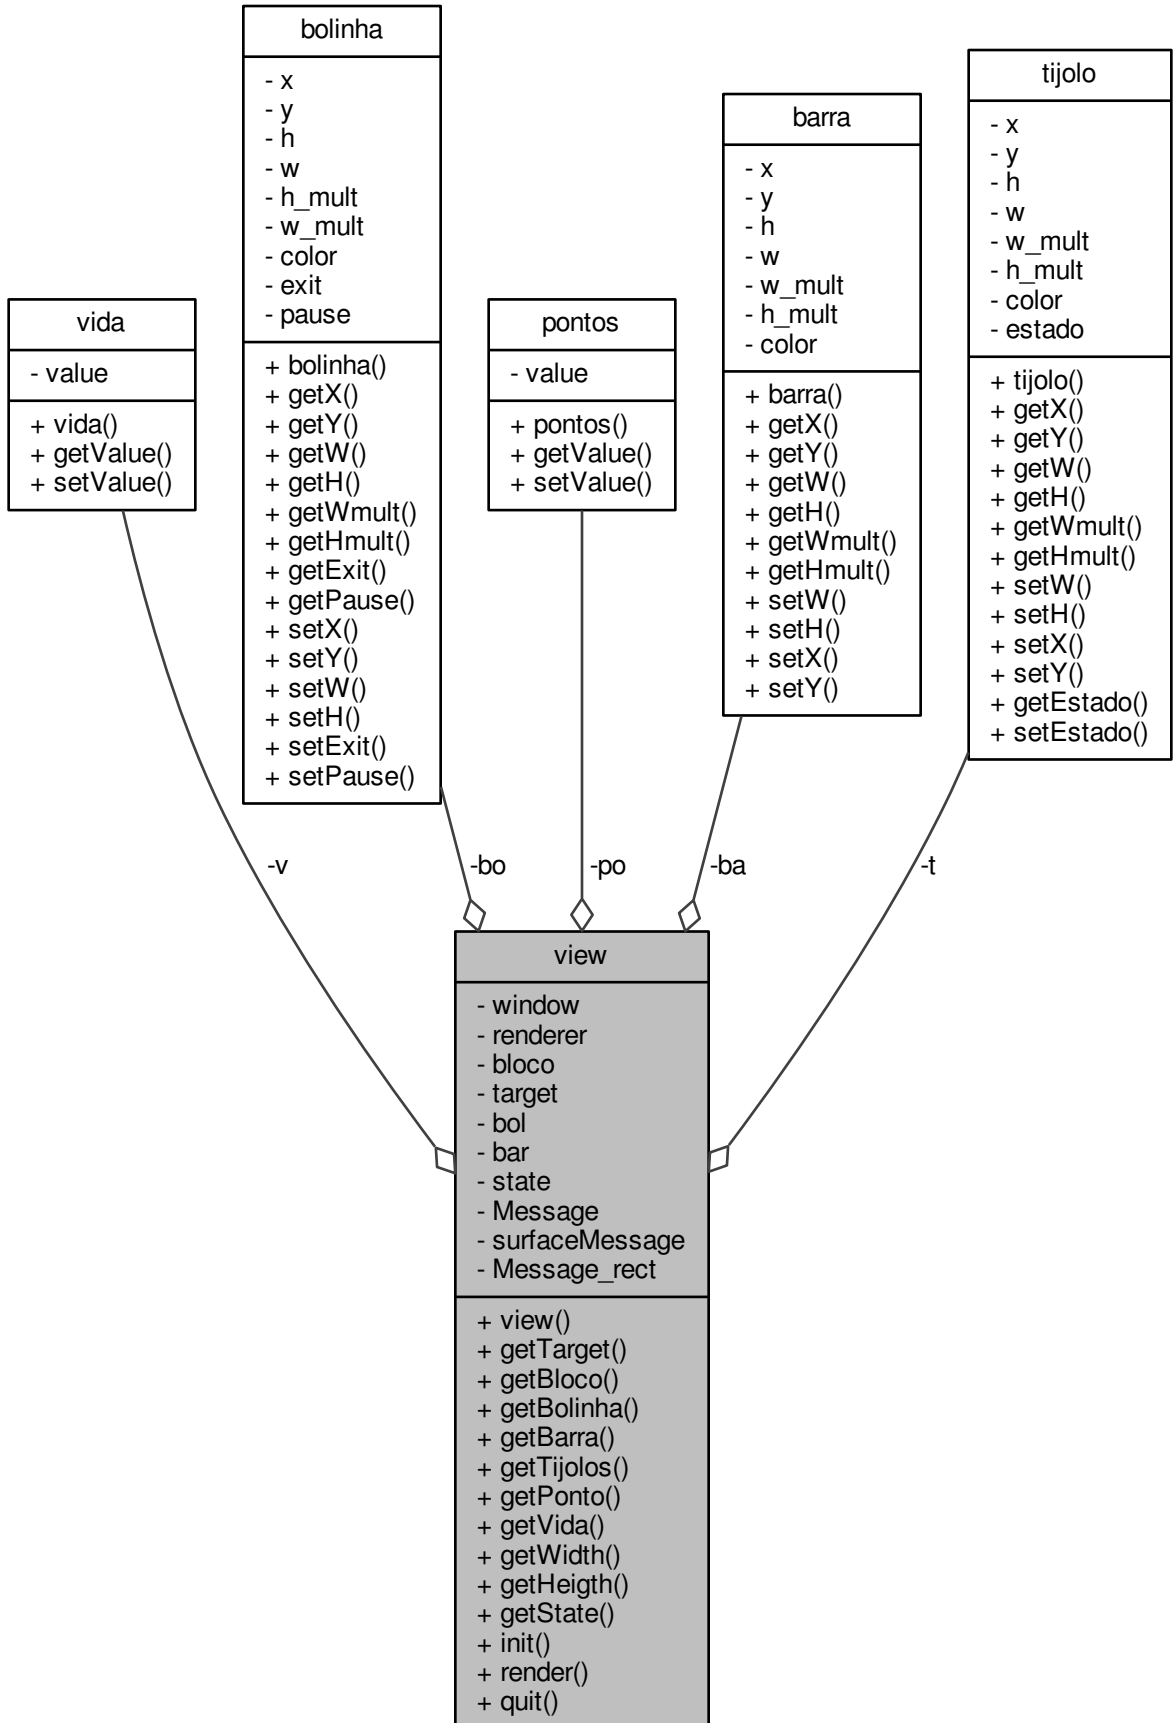 bolinha
- x
- y
- h
- w
- h_mult
- w_mult
- color
- exit
- pause
+ bolinha()
+ getX()
+ getY()
+ getW()
+ getH()
+ getWmult()
+ getHmult()
+ getExit()
+ getPause()
+ setX()
+ setY()
+ setW()
+ setH()
+ setExit()
+ setPause()
tijolo
- x
- y
- h
- w
- w_mult
- h_mult
- color
- estado
+ tijolo()
+ getX()
+ getY()
+ getW()
+ getH()
+ getWmult()
+ getHmult()
+ setW()
+ setH()
+ setX()
+ setY()
+ getEstado()
+ setEstado()
barra
- x
- y
- h
- w
- w_mult
- h_mult
- color
+ barra()
+ getX()
+ getY()
+ getW()
+ getH()
+ getWmult()
+ getHmult()
+ setW()
+ setH()
+ setX()
+ setY()
vida
- value
+ vida()
+ getValue()
+ setValue()
pontos
- value
+ pontos()
+ getValue()
+ setValue()
-v
-bo
-po
-ba
-t
view
- window
- renderer
- bloco
- target
- bol
- bar
- state
- Message
- surfaceMessage
- Message_rect
+ view()
+ getTarget()
+ getBloco()
+ getBolinha()
+ getBarra()
+ getTijolos()
+ getPonto()
+ getVida()
+ getWidth()
+ getHeigth()
+ getState()
+ init()
+ render()
+ quit()